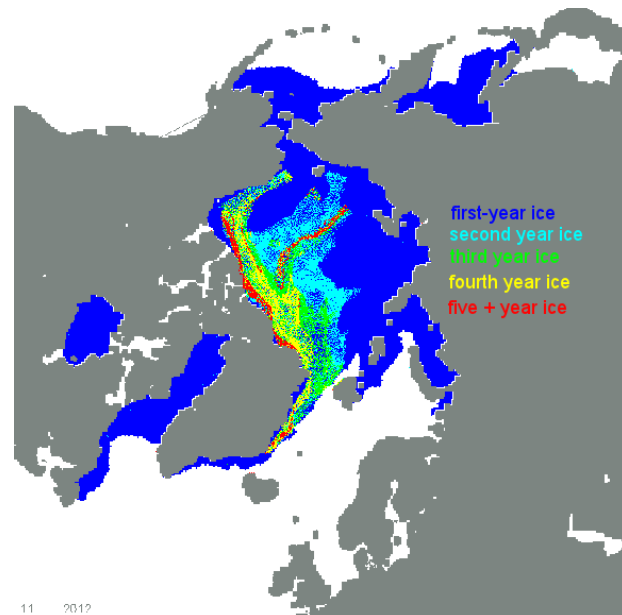 first-year ice
second year ice
third year ice
fourth year ice
five + year ice
11 2012